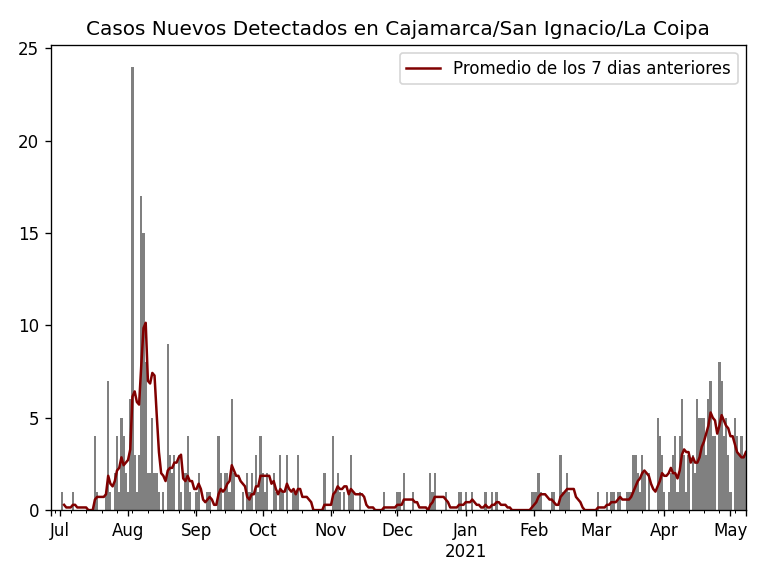 Casos Nuevos Detectados en Cajamarca/San Ignacio/La Coipa
Promedio de los 7 dias anteriores
25
20
15
10
5
0
Jul Aug Sep Oct Nov Dec Jan Feb Mar Apr May
2021